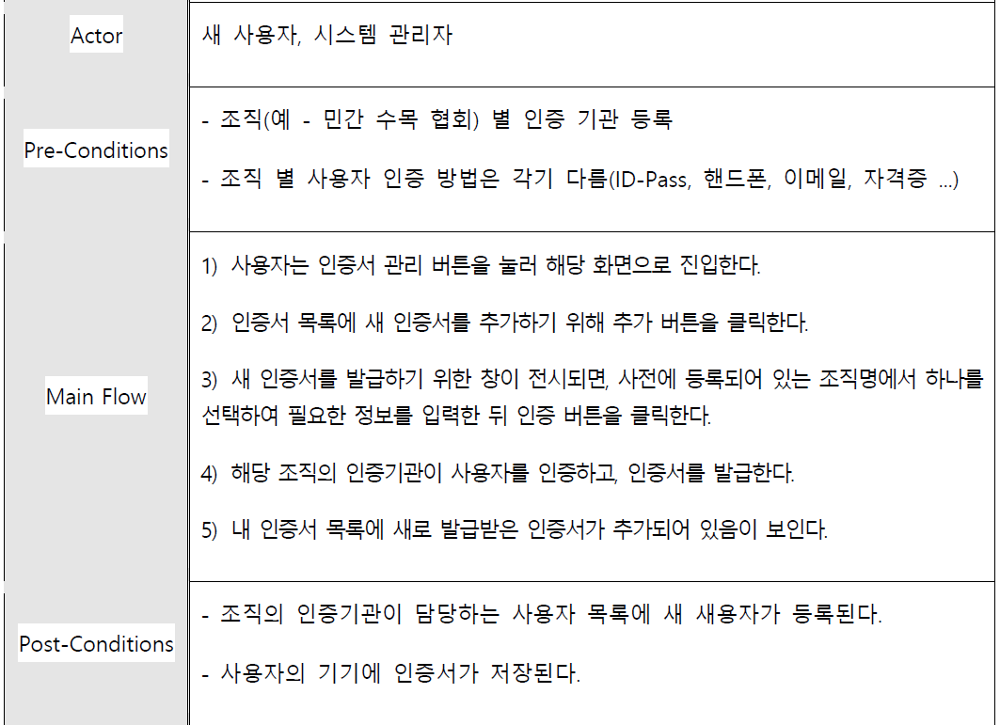 Actor
새 사용자, 시스템 관리자
Pre-Conditions
- 조직(예 - 민간 수목 협회) 별 인증 기관 등록
- 조직 별 사용자 인증 방법은 각기 다름(ID-Pass, 핸드폰, 이메일, 자격증 ...)
Main Flow
1) 사용자는 인증서 관리 버튼을 눌러 해당 화면으로 진입한다.
2) 인증서 목록에 새 인증서를 추가하기 위해 추가 버튼을 클릭한다.
3) 새 인증서를 발급하기 위한 창이 전시되면, 사전에 등록되어 있는 조직명에서 하나를
선택하여 필요한 정보를 입력한 뒤 인증 버튼을 클릭한다.
4) 해당 조직의 인증기관이 사용자를 인증하고, 인증서를 발급한다.
5) 내 인증서 목록에 새로 발급받은 인증서가 추가되어 있음이 보인다.
Post-Conditions
- 조직의 인증기관이 담당하는 사용자 목록에 새 새용자가 등록된다.
- 사용자의 기기에 인증서가 저장된다.